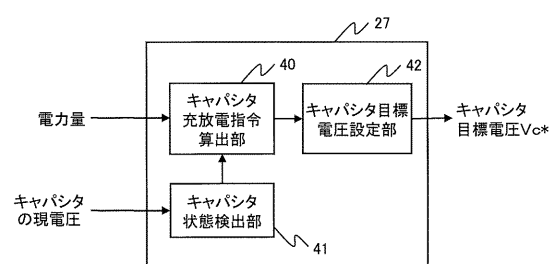 27
40
42
キャパシタ
充放電指令
算出部
キャパシタ目標
電圧設定部
電力量
キャパシタ
目標電圧Vc*
キャパシタ
の現電圧
キャパシタ
状態検出部
41